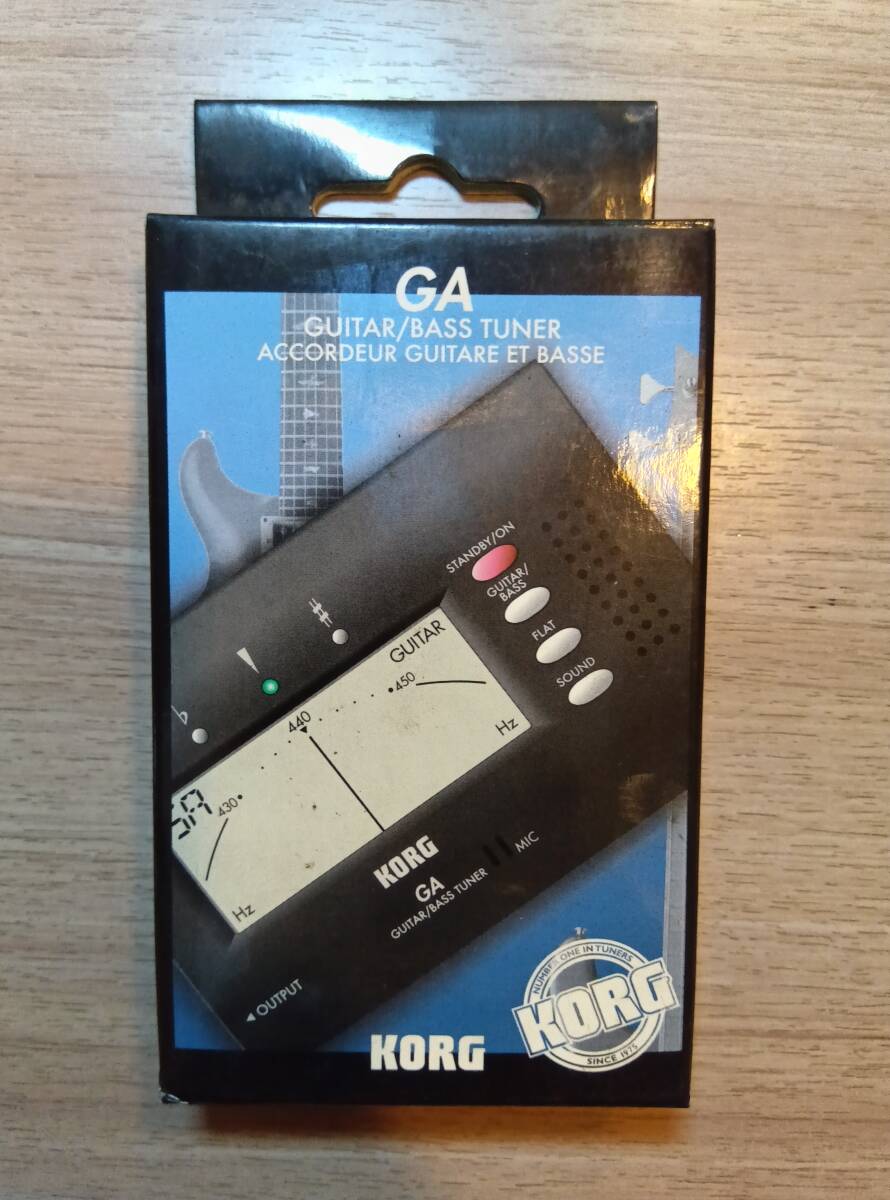 GA
GUITAR/BASS TUNER
ACCORDEUR GUITARE ET BASSE
STANDBY/ON
GUITAR/
BASS
FLAT
SOUND
♭
♯
GUITAR
5A
430
440
450
Hz
Hz
KORG
GA
GUITAR/BASS TUNER
MIC
◄ OUTPUT
KORG
NUMBER ONE IN TUNERS
KORG
SINCE 1975